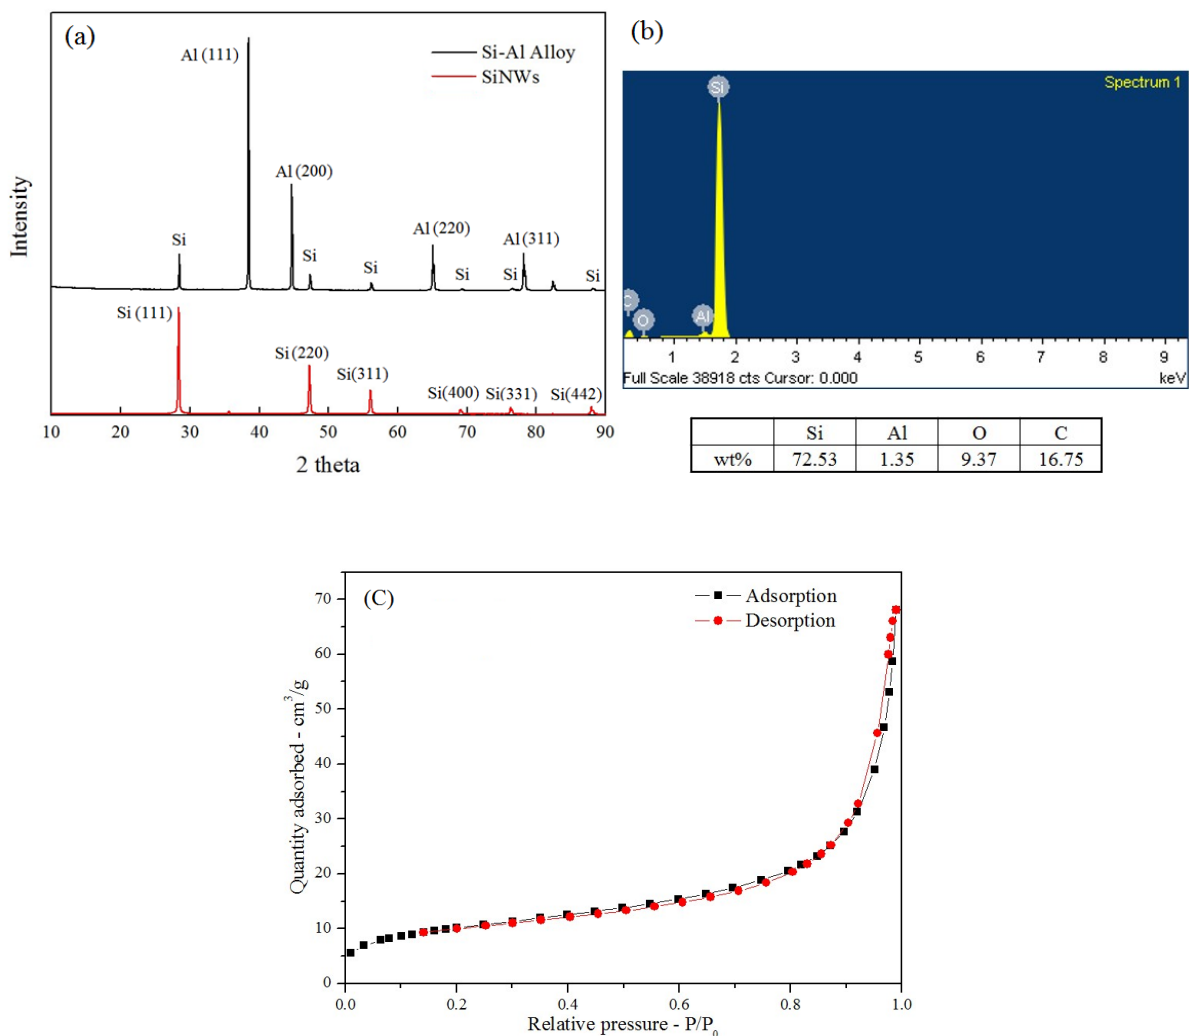 (a)
Al (111)
Si-Al Alloy
SiNWs
Al (200)
Al (220)
Al (311)
Si
Si
Si
Si
Si
Si
Si (111)
Si (220)
Si(311)
Si(400)
Si(331)
Si(442)
Intensity
10 20 30 40 50 60 70 80 90
2 theta
(b)
Spectrum 1
Si
C
O
Al
1 2 3 4 5 6 7 8 9
Full Scale 38918 cts Cursor: 0.000
keV
Si Al O C
wt% 72.53 1.35 9.37 16.75
(C)
Adsorption
Desorption
Quantity adsorbed - cm³/g
70
60
50
40
30
20
10
0
0.0 0.2 0.4 0.6 0.8 1.0
Relative pressure - P/P₀